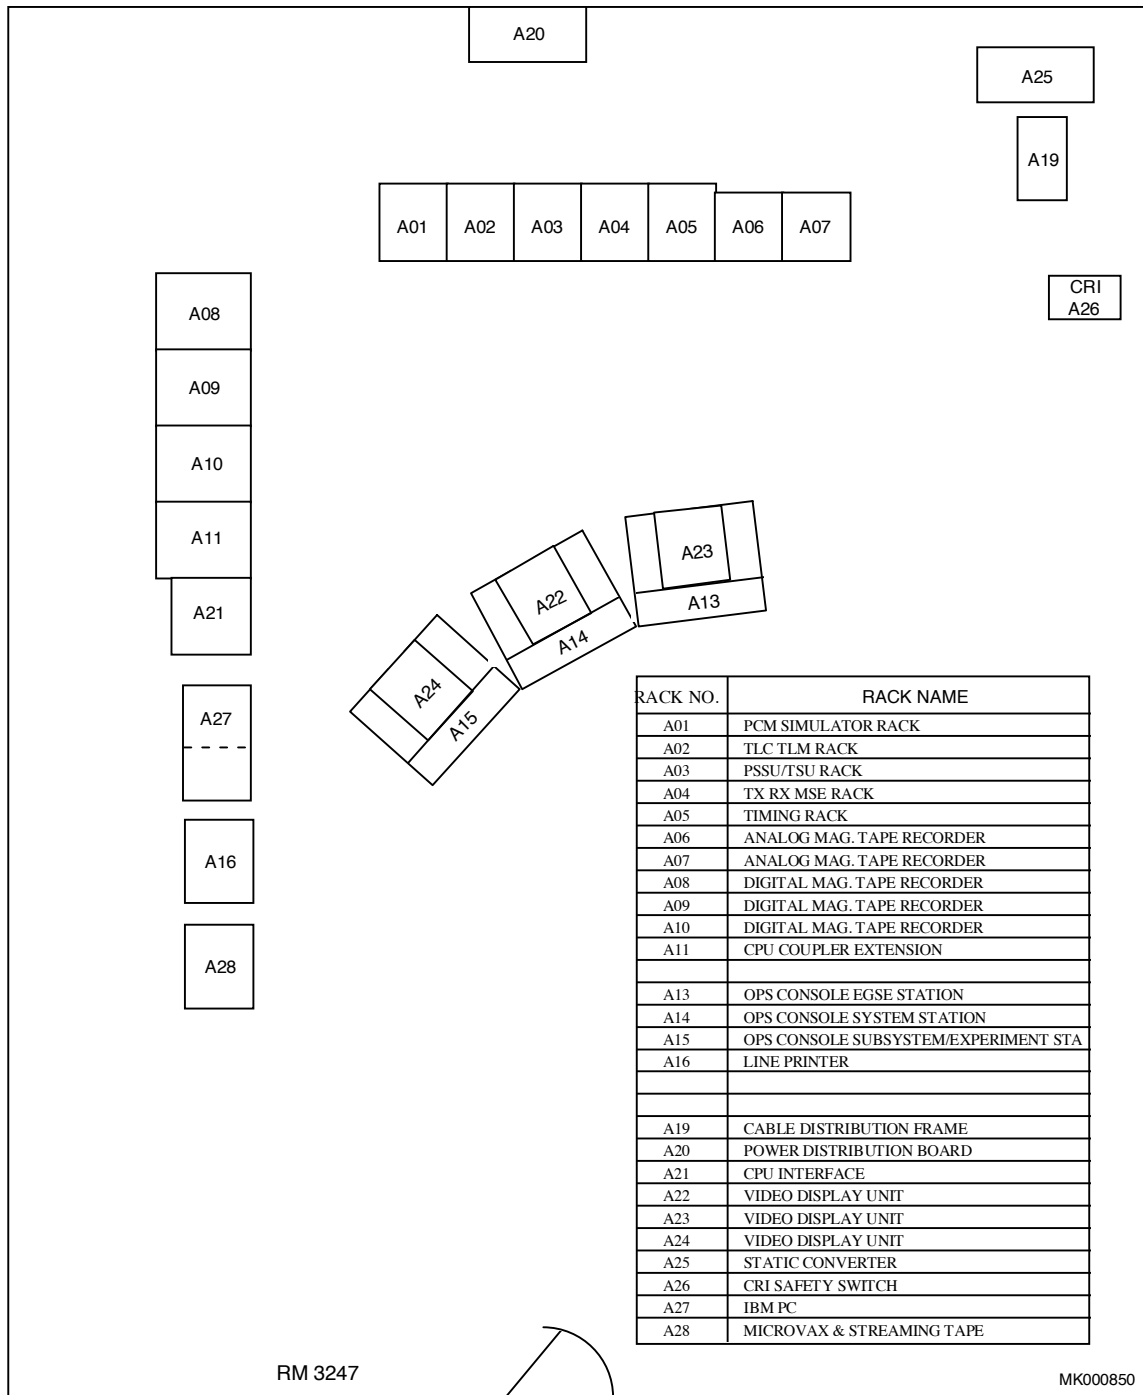 A20
A25
A19
A01 A02 A03 A04 A05 A06 A07
CRI
A26
A08
A09
A10
A11
A21
A23
A13
A22
A14
A24
A15
A27
A16
A28
RACK NO. RACK NAME
A01 PCM SIMULATOR RACK
A02 TLC TLM RACK
A03 PSSU/TSU RACK
A04 TX RX MSE RACK
A05 TIMING RACK
A06 ANALOG MAG. TAPE RECORDER
A07 ANALOG MAG. TAPE RECORDER
A08 DIGITAL MAG. TAPE RECORDER
A09 DIGITAL MAG. TAPE RECORDER
A10 DIGITAL MAG. TAPE RECORDER
A11 CPU COUPLER EXTENSION
A13 OPS CONSOLE EGSE STATION
A14 OPS CONSOLE SYSTEM STATION
A15 OPS CONSOLE SUBSYSTEM/EXPERIMENT STA
A16 LINE PRINTER
A19 CABLE DISTRIBUTION FRAME
A20 POWER DISTRIBUTION BOARD
A21 CPU INTERFACE
A22 VIDEO DISPLAY UNIT
A23 VIDEO DISPLAY UNIT
A24 VIDEO DISPLAY UNIT
A25 STATIC CONVERTER
A26 CRI SAFETY SWITCH
A27 IBM PC
A28 MICROVAX & STREAMING TAPE
RM 3247
MK000850